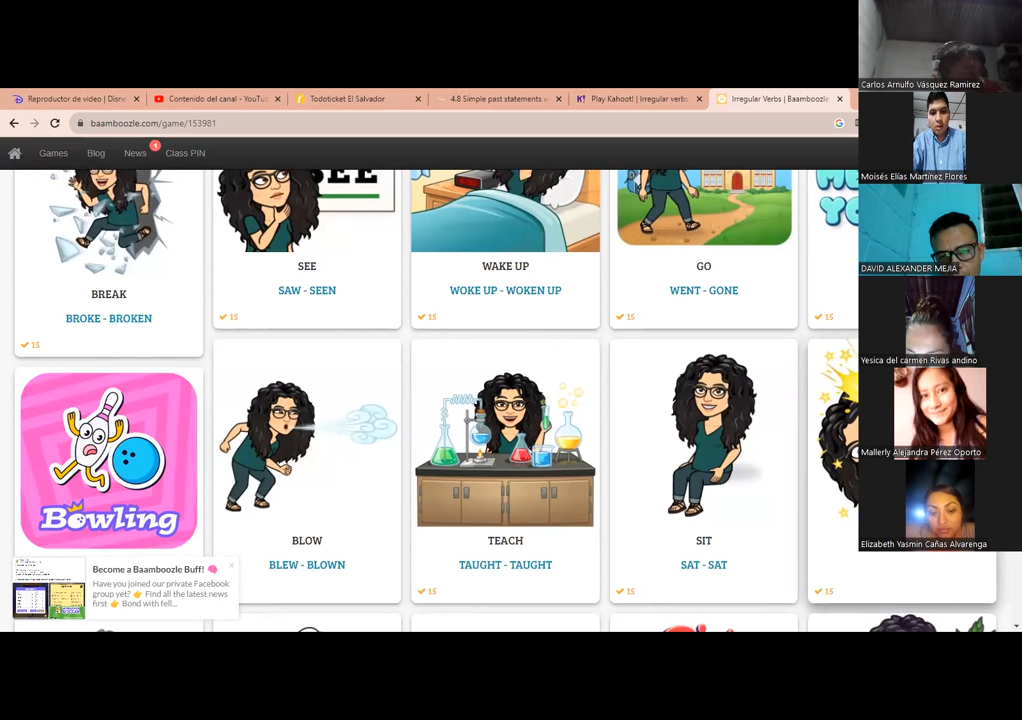 Reproductor de video | Disne
Contenido del canal - YouTu
Todoticket El Salvador
4.8 Simple past statements w
K! Play Kahoot! | Irregular verbs
Irregular Verbs | Baamboozle
baamboozle.com/game/153981
Games
Blog
News
Class PIN
SEE
SEE
SAW - SEEN
15
WAKE UP
WOKE UP - WOKEN UP
15
GO
WENT - GONE
15
15
BREAK
BROKE - BROKEN
15
Bowling
BLOW
BLEW - BLOWN
TEACH
TAUGHT - TAUGHT
15
SIT
SAT - SAT
15
15
Become a Baamboozle Buff!
Have you joined our private Facebook
group yet? 👉 Find all the latest news
first 👉 Bond with fell...
Carlos Arnulfo Vásquez Ramirez
Moisés Elías Martínez Flores
DAVID ALEXANDER MEJIA
Yesica del carmen Rivas andino
Mallerly Alejandra Pérez Oporto
Elizabeth Yasmin Cañas Alvarenga